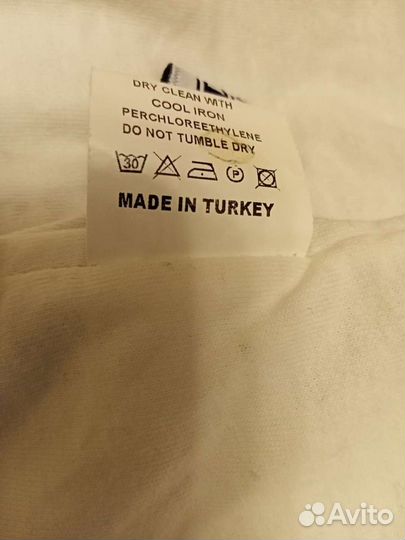 DRY CLEAN WITH
COOL IRON
PERCHLOREETHYLENE
DO NOT TUMBLE DRY
30 P
MADE IN TURKEY
Avito